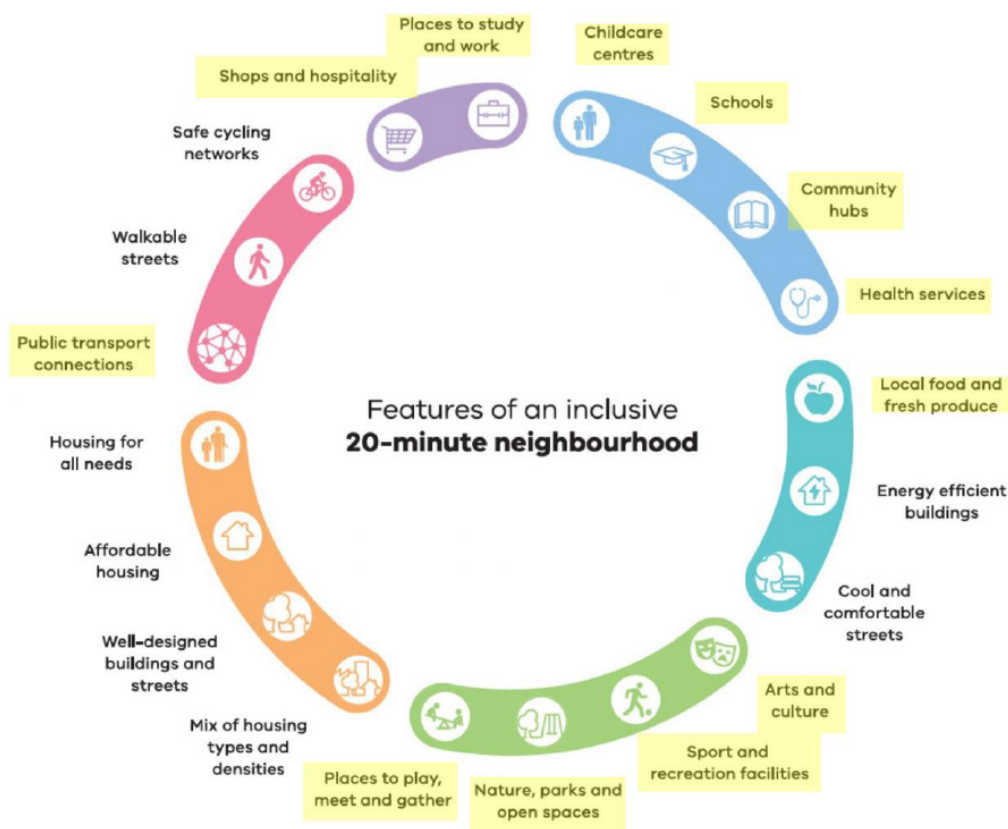 Places to study
and work
Childcare
centres
Shops and hospitality
Schools
Safe cycling
networks
Community
hubs
Walkable
streets
Health services
Public transport
connections
Local food and
fresh produce
Features of an inclusive
20-minute neighbourhood
Housing for
all needs
Energy efficient
buildings
Affordable
housing
Cool and
comfortable
streets
Well-designed
buildings and
streets
Arts and
culture
Mix of housing
types and
densities
Sport and
recreation facilities
Places to play,
meet and gather
Nature, parks and
open spaces